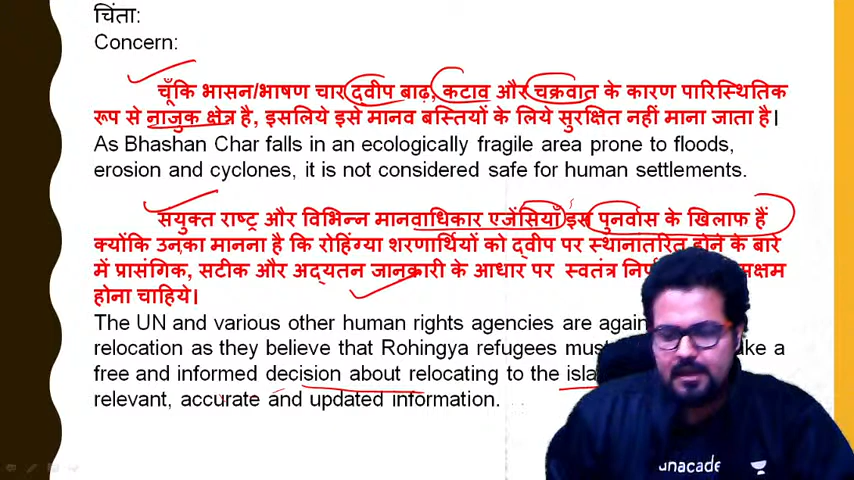 चिंता:
Concern:
चूँकि भासन/भाषण चार द्वीप बाढ़, कटाव और चक्रवात के कारण पारिस्थितिक
रूप से नाजुक क्षेत्र है, इसलिये इसे मानव बस्तियों के लिये सुरक्षित नहीं माना जाता है।
As Bhashan Char falls in an ecologically fragile area prone to floods,
erosion and cyclones, it is not considered safe for human settlements.
सयुक्त राष्ट्र और विभिन्न मानवाधिकार एजेंसियाँ इस पुनर्वास के खिलाफ हैं
क्योंकि उनका मानना है कि रोहिंग्या शरणार्थियों को द्वीप पर स्थानातरित होने के बारे
में प्रासंगिक, सटीक और अद्यतन जानकारी के आधार पर स्वतंत्र सक्षम
होना चाहिये।
The UN and various other human rights agencies are
relocation as they believe that Rohingya refugees must a
free and informed decision about relocating to the
relevant, accurate and updated information.
unacade